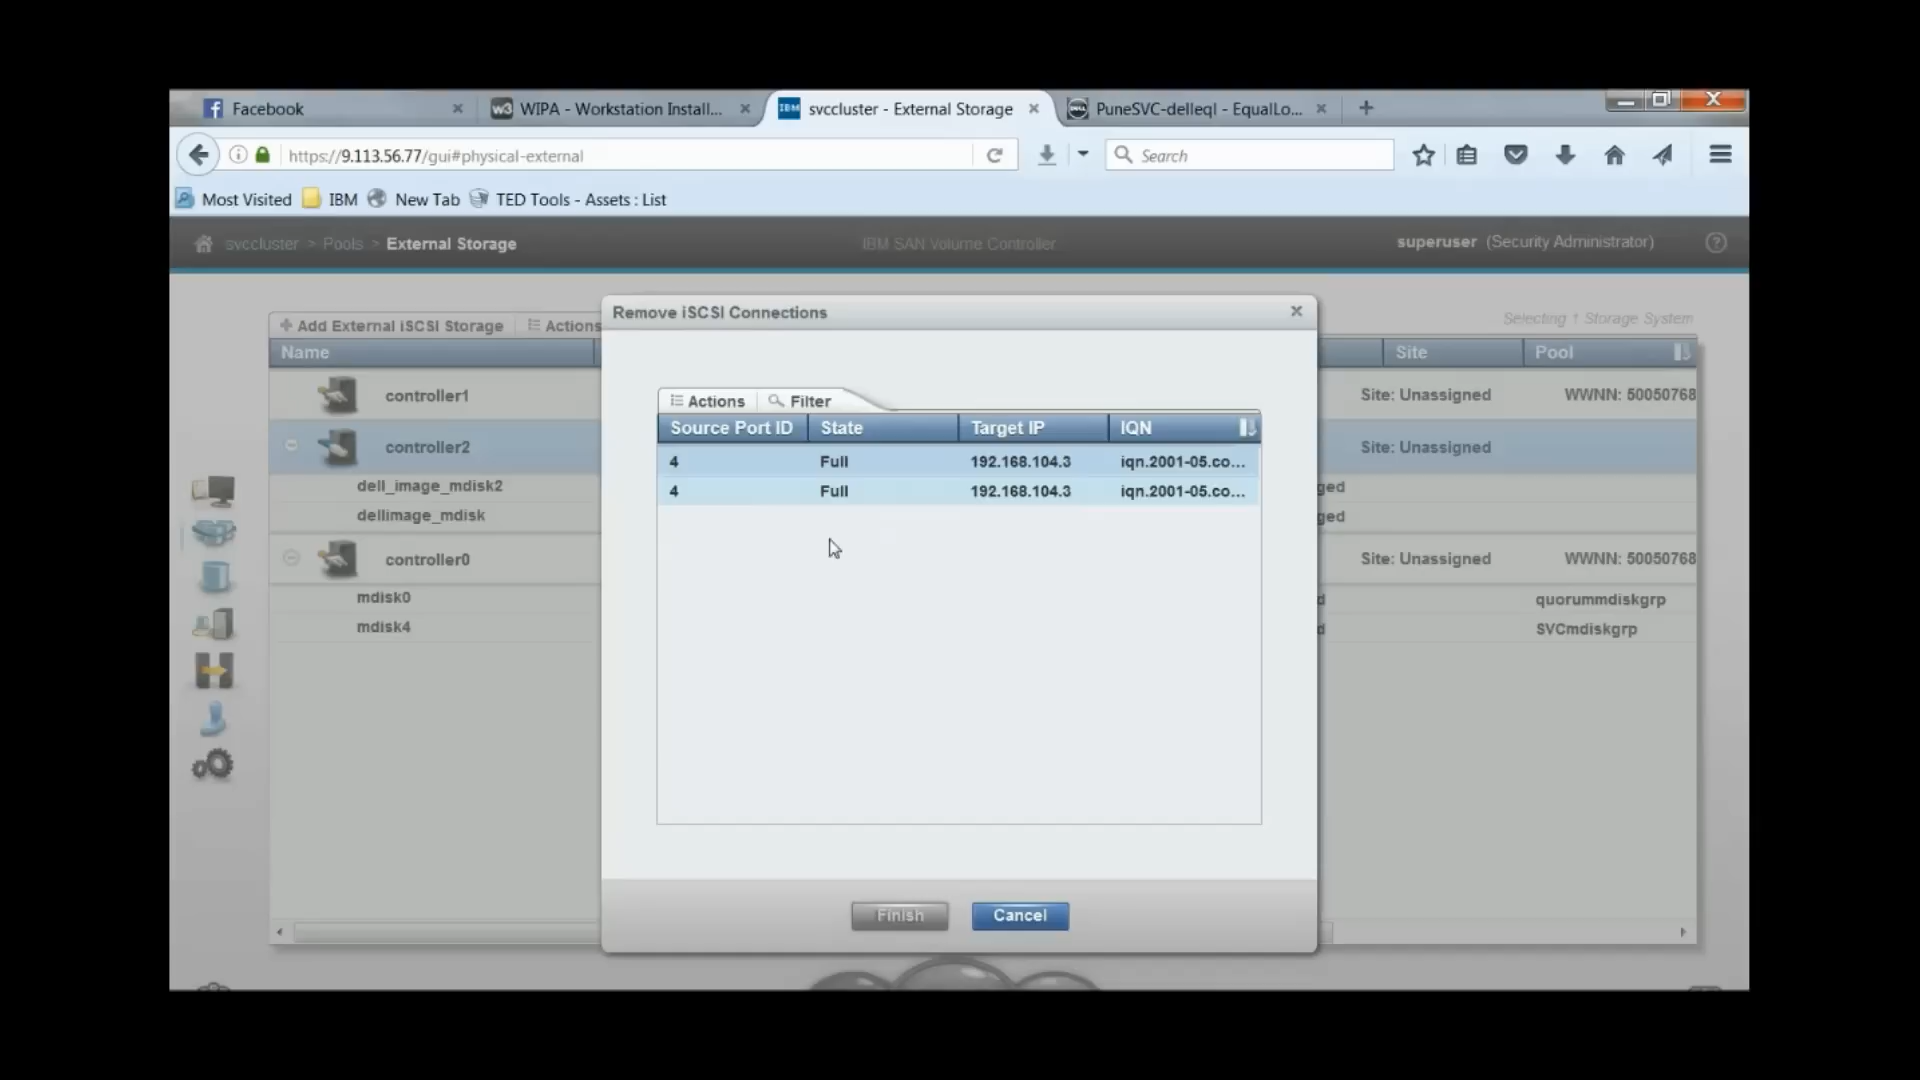 Facebook
w3 WIPA - Workstation Install...
IBM svccluster - External Storage
DELL PuneSVC-delleql - EqualLo...
https://9.113.56.77/gui#physical-external
Search
Most Visited IBM New Tab TED Tools - Assets : List
svccluster > Pools > External Storage
IBM SAN Volume Controller
superuser (Security Administrator) ?
Remove iSCSI Connections
Add External iSCSI Storage Actions
Selecting 1 Storage System
Name Site Pool
controller1 Site: Unassigned WWNN: 50050768
controller2 Site: Unassigned
dell_image_mdisk2 ged
dellimage_mdisk ged
controller0 Site: Unassigned WWNN: 50050768
mdisk0 d quorummdiskgrp
mdisk4 d SVCmdiskgrp
Actions Filter
Source Port ID State Target IP IQN
4 Full 192.168.104.3 iqn.2001-05.co...
4 Full 192.168.104.3 iqn.2001-05.co...
Finish Cancel